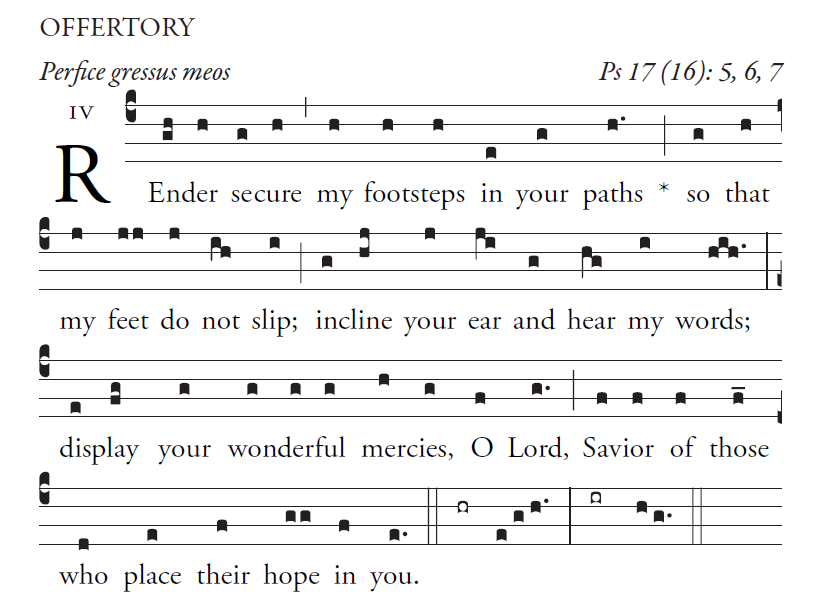 OFFERTORY
Perfice gressus meos Ps 17 (16): 5, 6, 7
IV
REnder secure my footsteps in your paths * so that
my feet do not slip; incline your ear and hear my words;
display your wonderful mercies, O Lord, Savior of those
who place their hope in you.